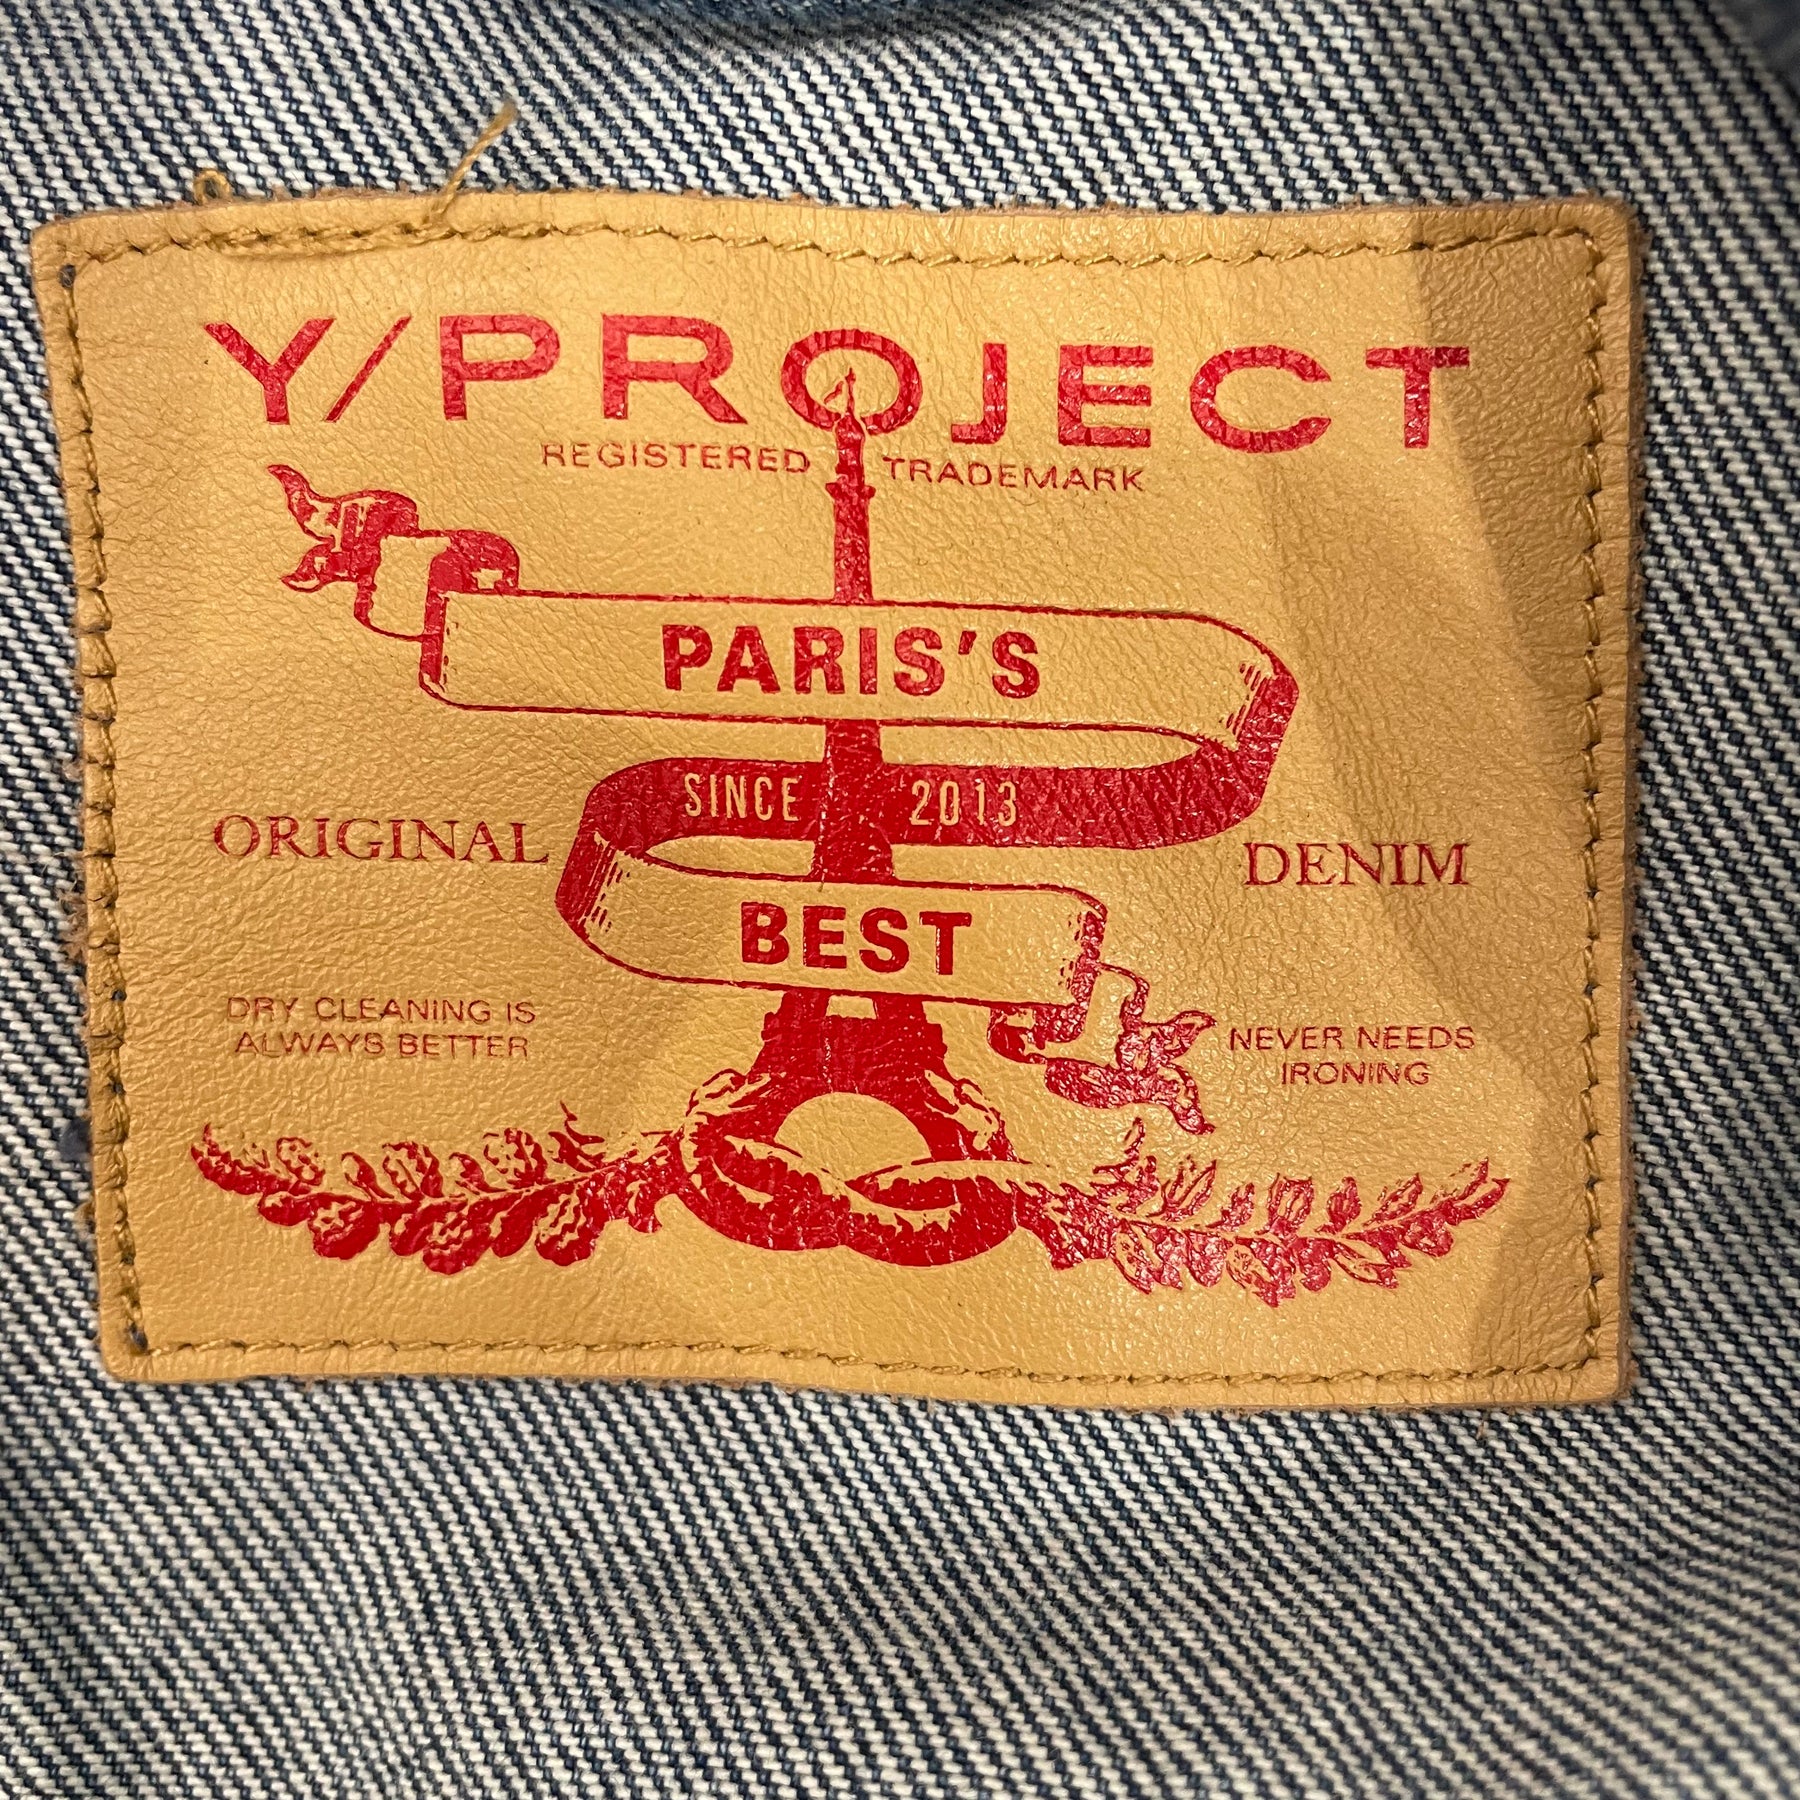 Y/PROJECT
REGISTERED TRADEMARK
PARIS'S
SINCE 2013
ORIGINAL DENIM
BEST
DRY CLEANING IS
ALWAYS BETTER
NEVER NEEDS
IRONING